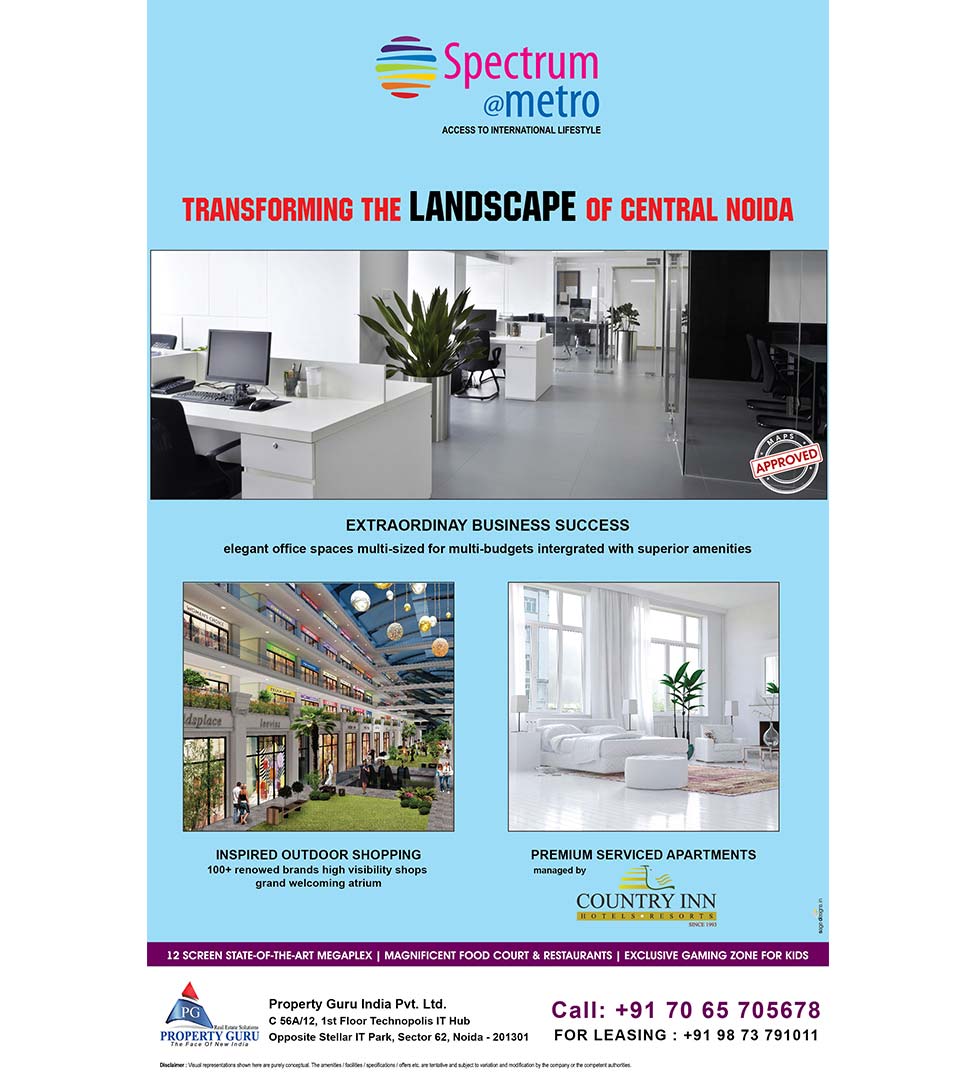 Spectrum
@metro
ACCESS TO INTERNATIONAL LIFESTYLE
TRANSFORMING THE LANDSCAPE OF CENTRAL NOIDA
MAPS
APPROVED
EXTRAORDINAY BUSINESS SUCCESS
elegant office spaces multi-sized for multi-budgets intergrated with superior amenities
WOMEN'S CHOICE
dsplace
INSPIRED OUTDOOR SHOPPING
100+ renowed brands high visibility shops
grand welcoming atrium
PREMIUM SERVICED APARTMENTS
managed by
COUNTRY INN
HOTELS • RESORTS
SINCE 1993
12 SCREEN STATE-OF-THE-ART MEGAPLEX | MAGNIFICENT FOOD COURT & RESTAURANTS | EXCLUSIVE GAMING ZONE FOR KIDS
PG
Real Estate Solutions
PROPERTY GURU
The Face Of New India
Property Guru India Pvt. Ltd.
C 56A/12, 1st Floor Technopolis IT Hub
Opposite Stellar IT Park, Sector 62, Noida - 201301
Call: +91 70 65 705678
FOR LEASING : +91 98 73 791011
Disclaimer : Visual representations shown here are purely conceptual. The amenities / facilities / specifications / offers etc. are tentative and subject to variation and modification by the company or the competent authorities.